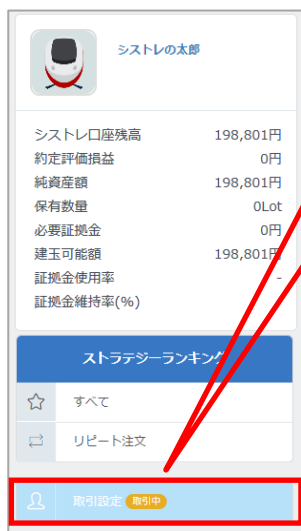 シストレの太郎
シストレ口座残高 198,801円
約定評価損益 0円
純資産額 198,801円
保有数量 0Lot
必要証拠金 0円
建玉可能額 198,801円
証拠金使用率 -
証拠金維持率(%)
ストラテジーランキング
すべて
リピート注文
取引設定 取引中